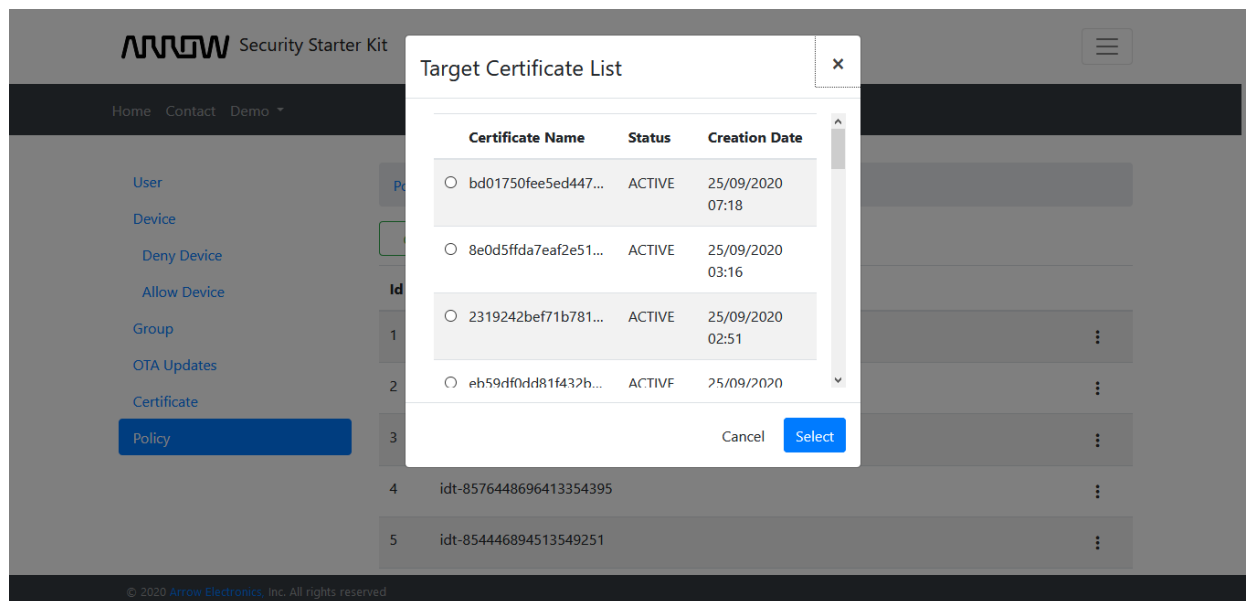 ARROW Security Starter Kit
Home Contact Demo
Target Certificate List
×
Certificate Name Status Creation Date
bd01750fee5ed447... ACTIVE 25/09/2020
07:18
8e0d5ffda7eaf2e51... ACTIVE 25/09/2020
03:16
2319242bef71b781... ACTIVE 25/09/2020
02:51
eb59df0dd81f432b... ACTIVE 25/09/2020
Cancel Select
User
Device
Deny Device
Allow Device
Group
OTA Updates
Certificate
Policy
Id
1
2
3
4 idt-8576448696413354395
5 idt-854446894513549251
© 2020 Arrow Electronics, Inc. All rights reserved